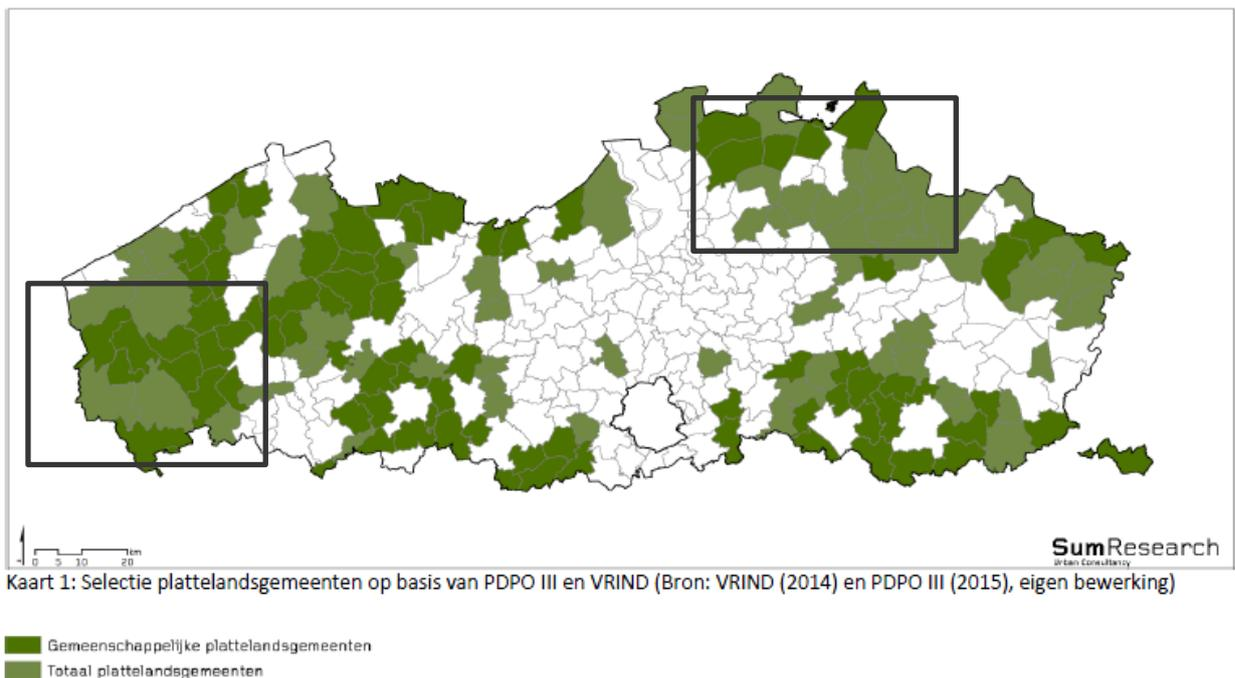 km
0 5 10 20
SumResearch
Urban Consultancy
Kaart 1: Selectie plattelandsgemeenten op basis van PDPO III en VRIND (Bron: VRIND (2014) en PDPO III (2015), eigen bewerking)
Gemeenschappelijke plattelandsgemeenten
Totaal plattelandsgemeenten